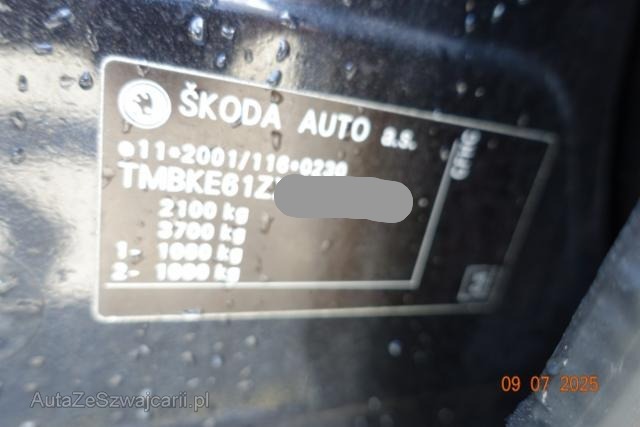 ŠKODA AUTO a.s.
e11*2001/116*0230
TMBKE61Z
2100 kg
3700 kg
1- 1000 kg
2- 1000 kg
09 07 2025
AutaZeSzwajcarii.pl